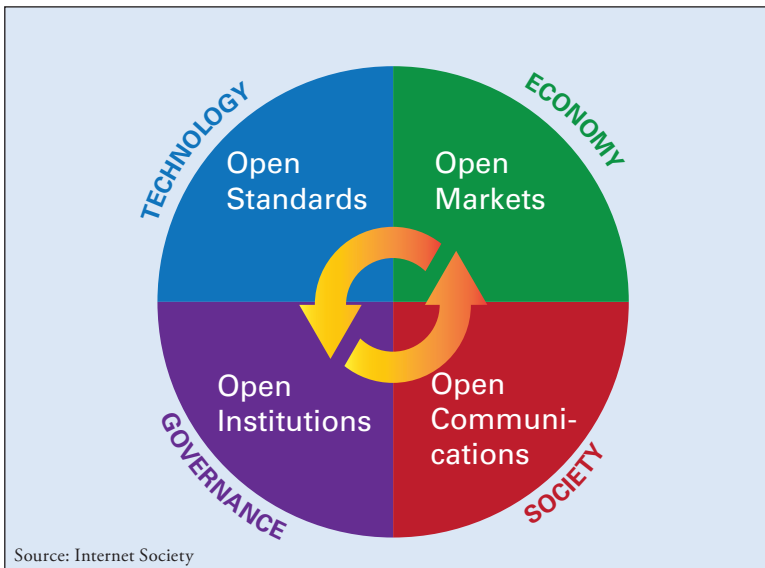 TECHNOLOGY
ECONOMY
Open
Standards
Open
Markets
Open
Institutions
Open
Communi-
cations
GOVERNANCE
SOCIETY
Source: Internet Society